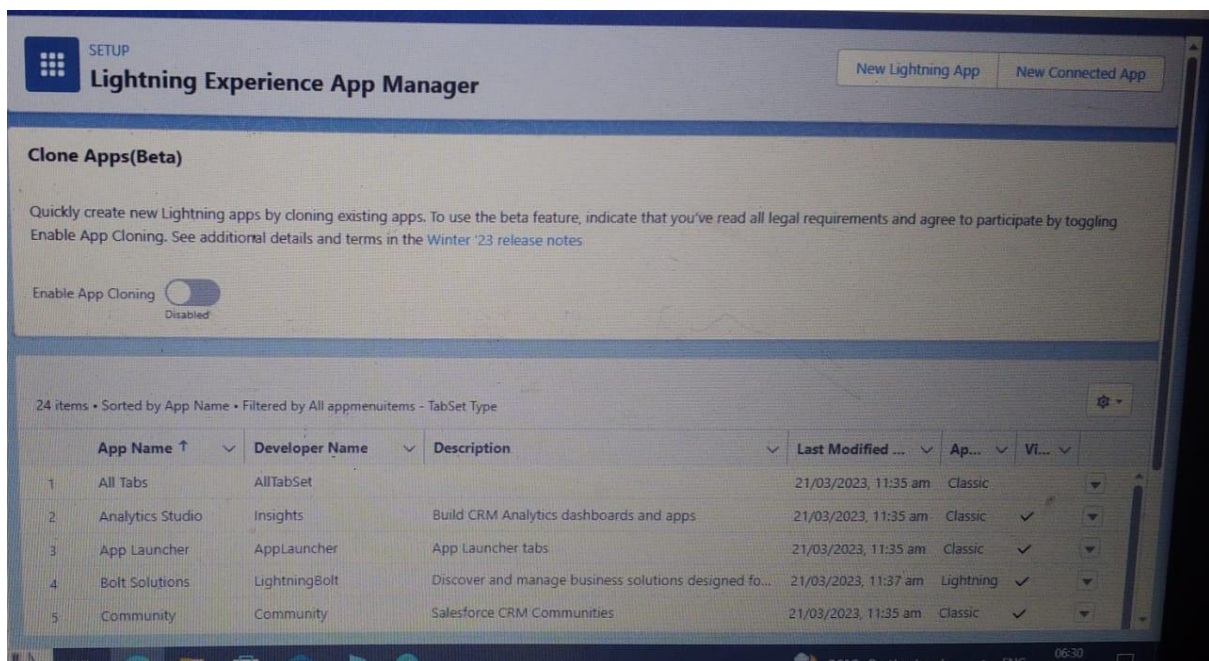 SETUP
Lightning Experience App Manager
New Lightning App
New Connected App
Clone Apps(Beta)
Quickly create new Lightning apps by cloning existing apps. To use the beta feature, indicate that you've read all legal requirements and agree to participate by toggling
Enable App Cloning. See additional details and terms in the Winter '23 release notes
Enable App Cloning
Disabled
24 items • Sorted by App Name • Filtered by All appmenuitems - TabSet Type
App Name ↑ Developer Name Description Last Modified ... Ap... Vi...
1 All Tabs AllTabSet 21/03/2023, 11:35 am Classic
2 Analytics Studio Insights Build CRM Analytics dashboards and apps 21/03/2023, 11:35 am Classic ✓
3 App Launcher AppLauncher App Launcher tabs 21/03/2023, 11:35 am Classic ✓
4 Bolt Solutions LightningBolt Discover and manage business solutions designed fo... 21/03/2023, 11:37 am Lightning ✓
5 Community Community Salesforce CRM Communities 21/03/2023, 11:35 am Classic ✓
06:30